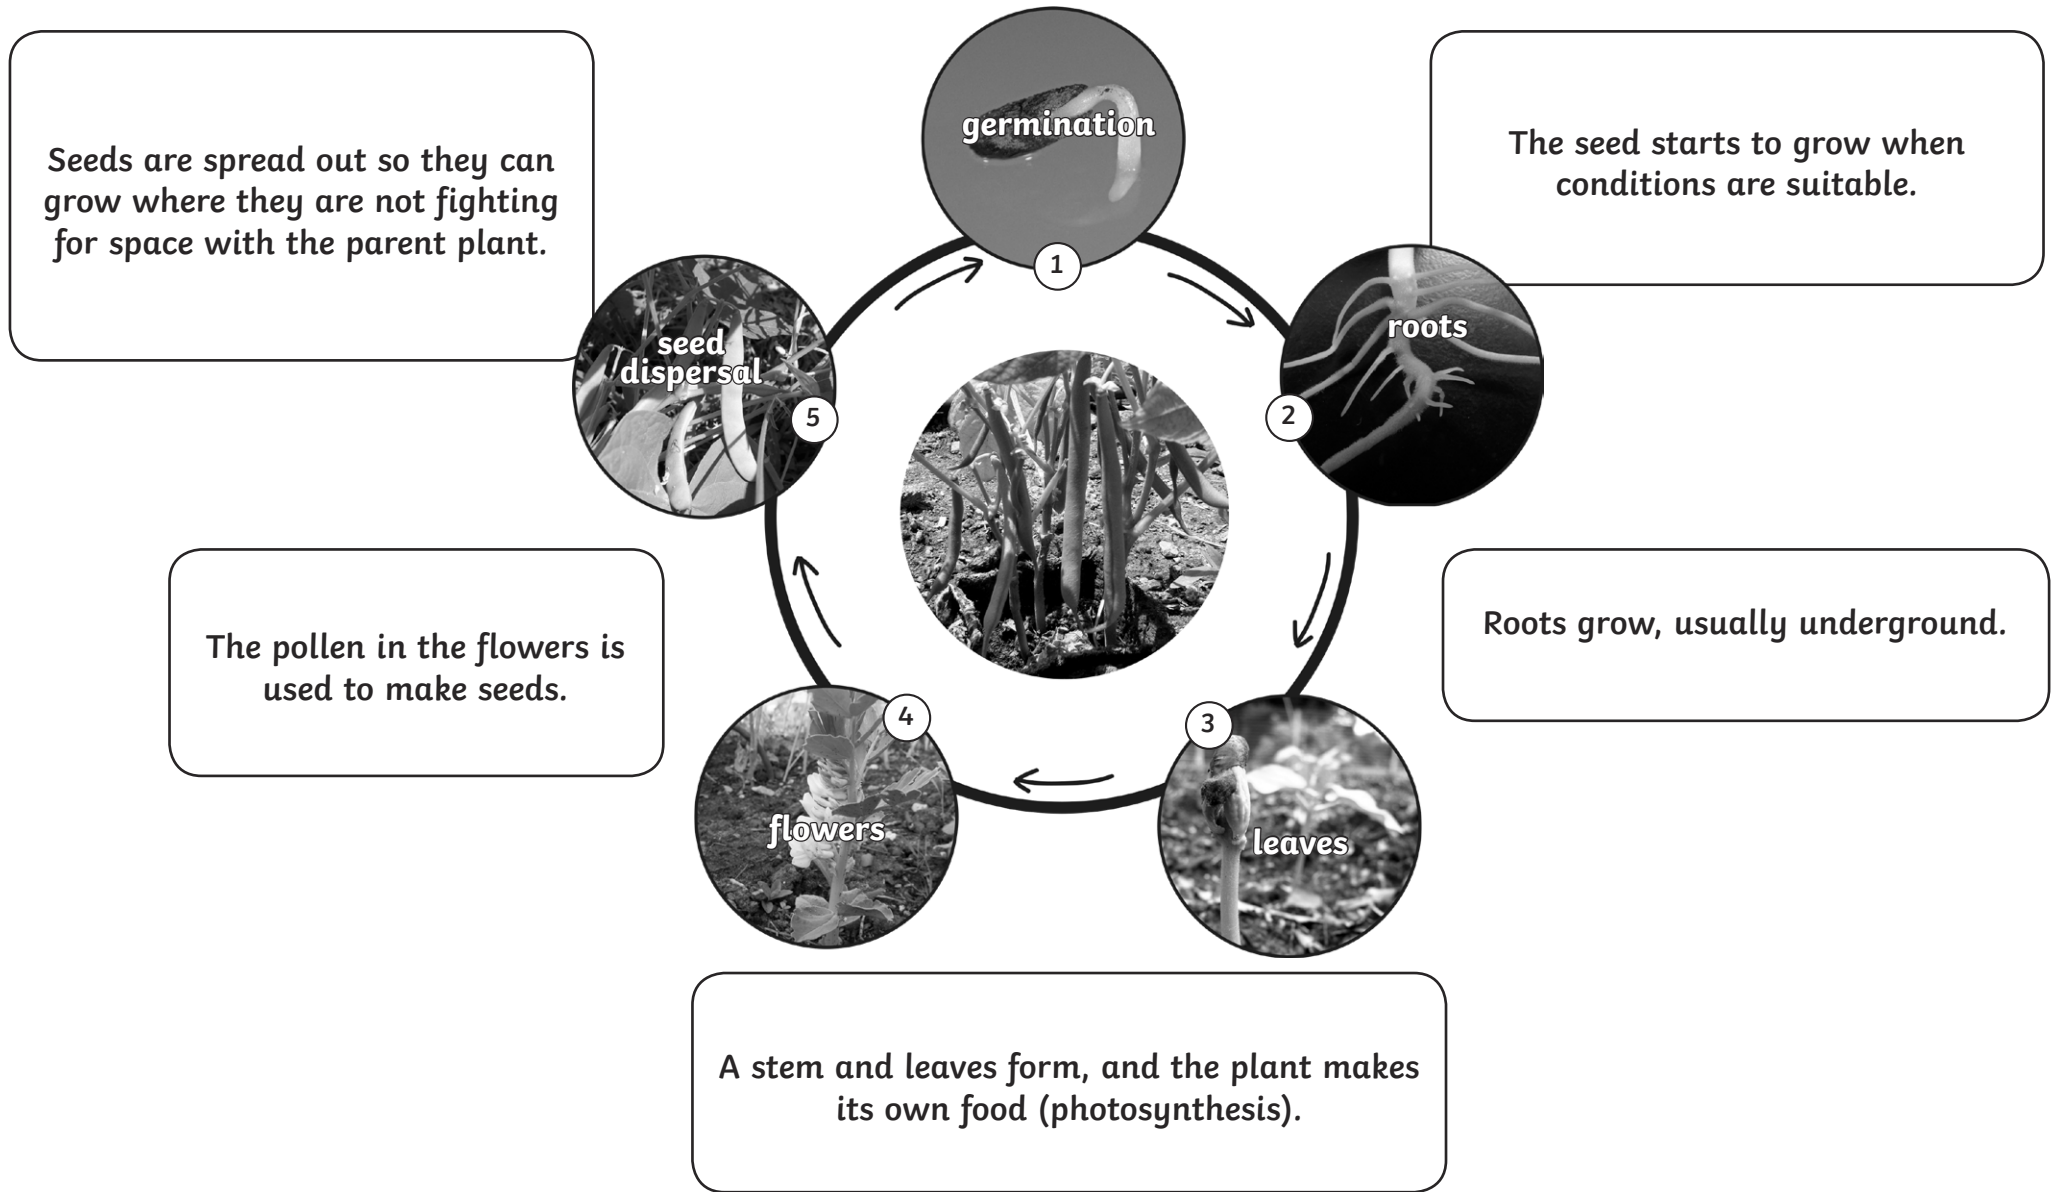 germination
1
The seed starts to grow when
conditions are suitable.
roots
2
Roots grow, usually underground.
3
leaves
A stem and leaves form, and the plant makes
its own food (photosynthesis).
4
flowers
The pollen in the flowers is
used to make seeds.
seed
dispersal
5
Seeds are spread out so they can
grow where they are not fighting
for space with the parent plant.